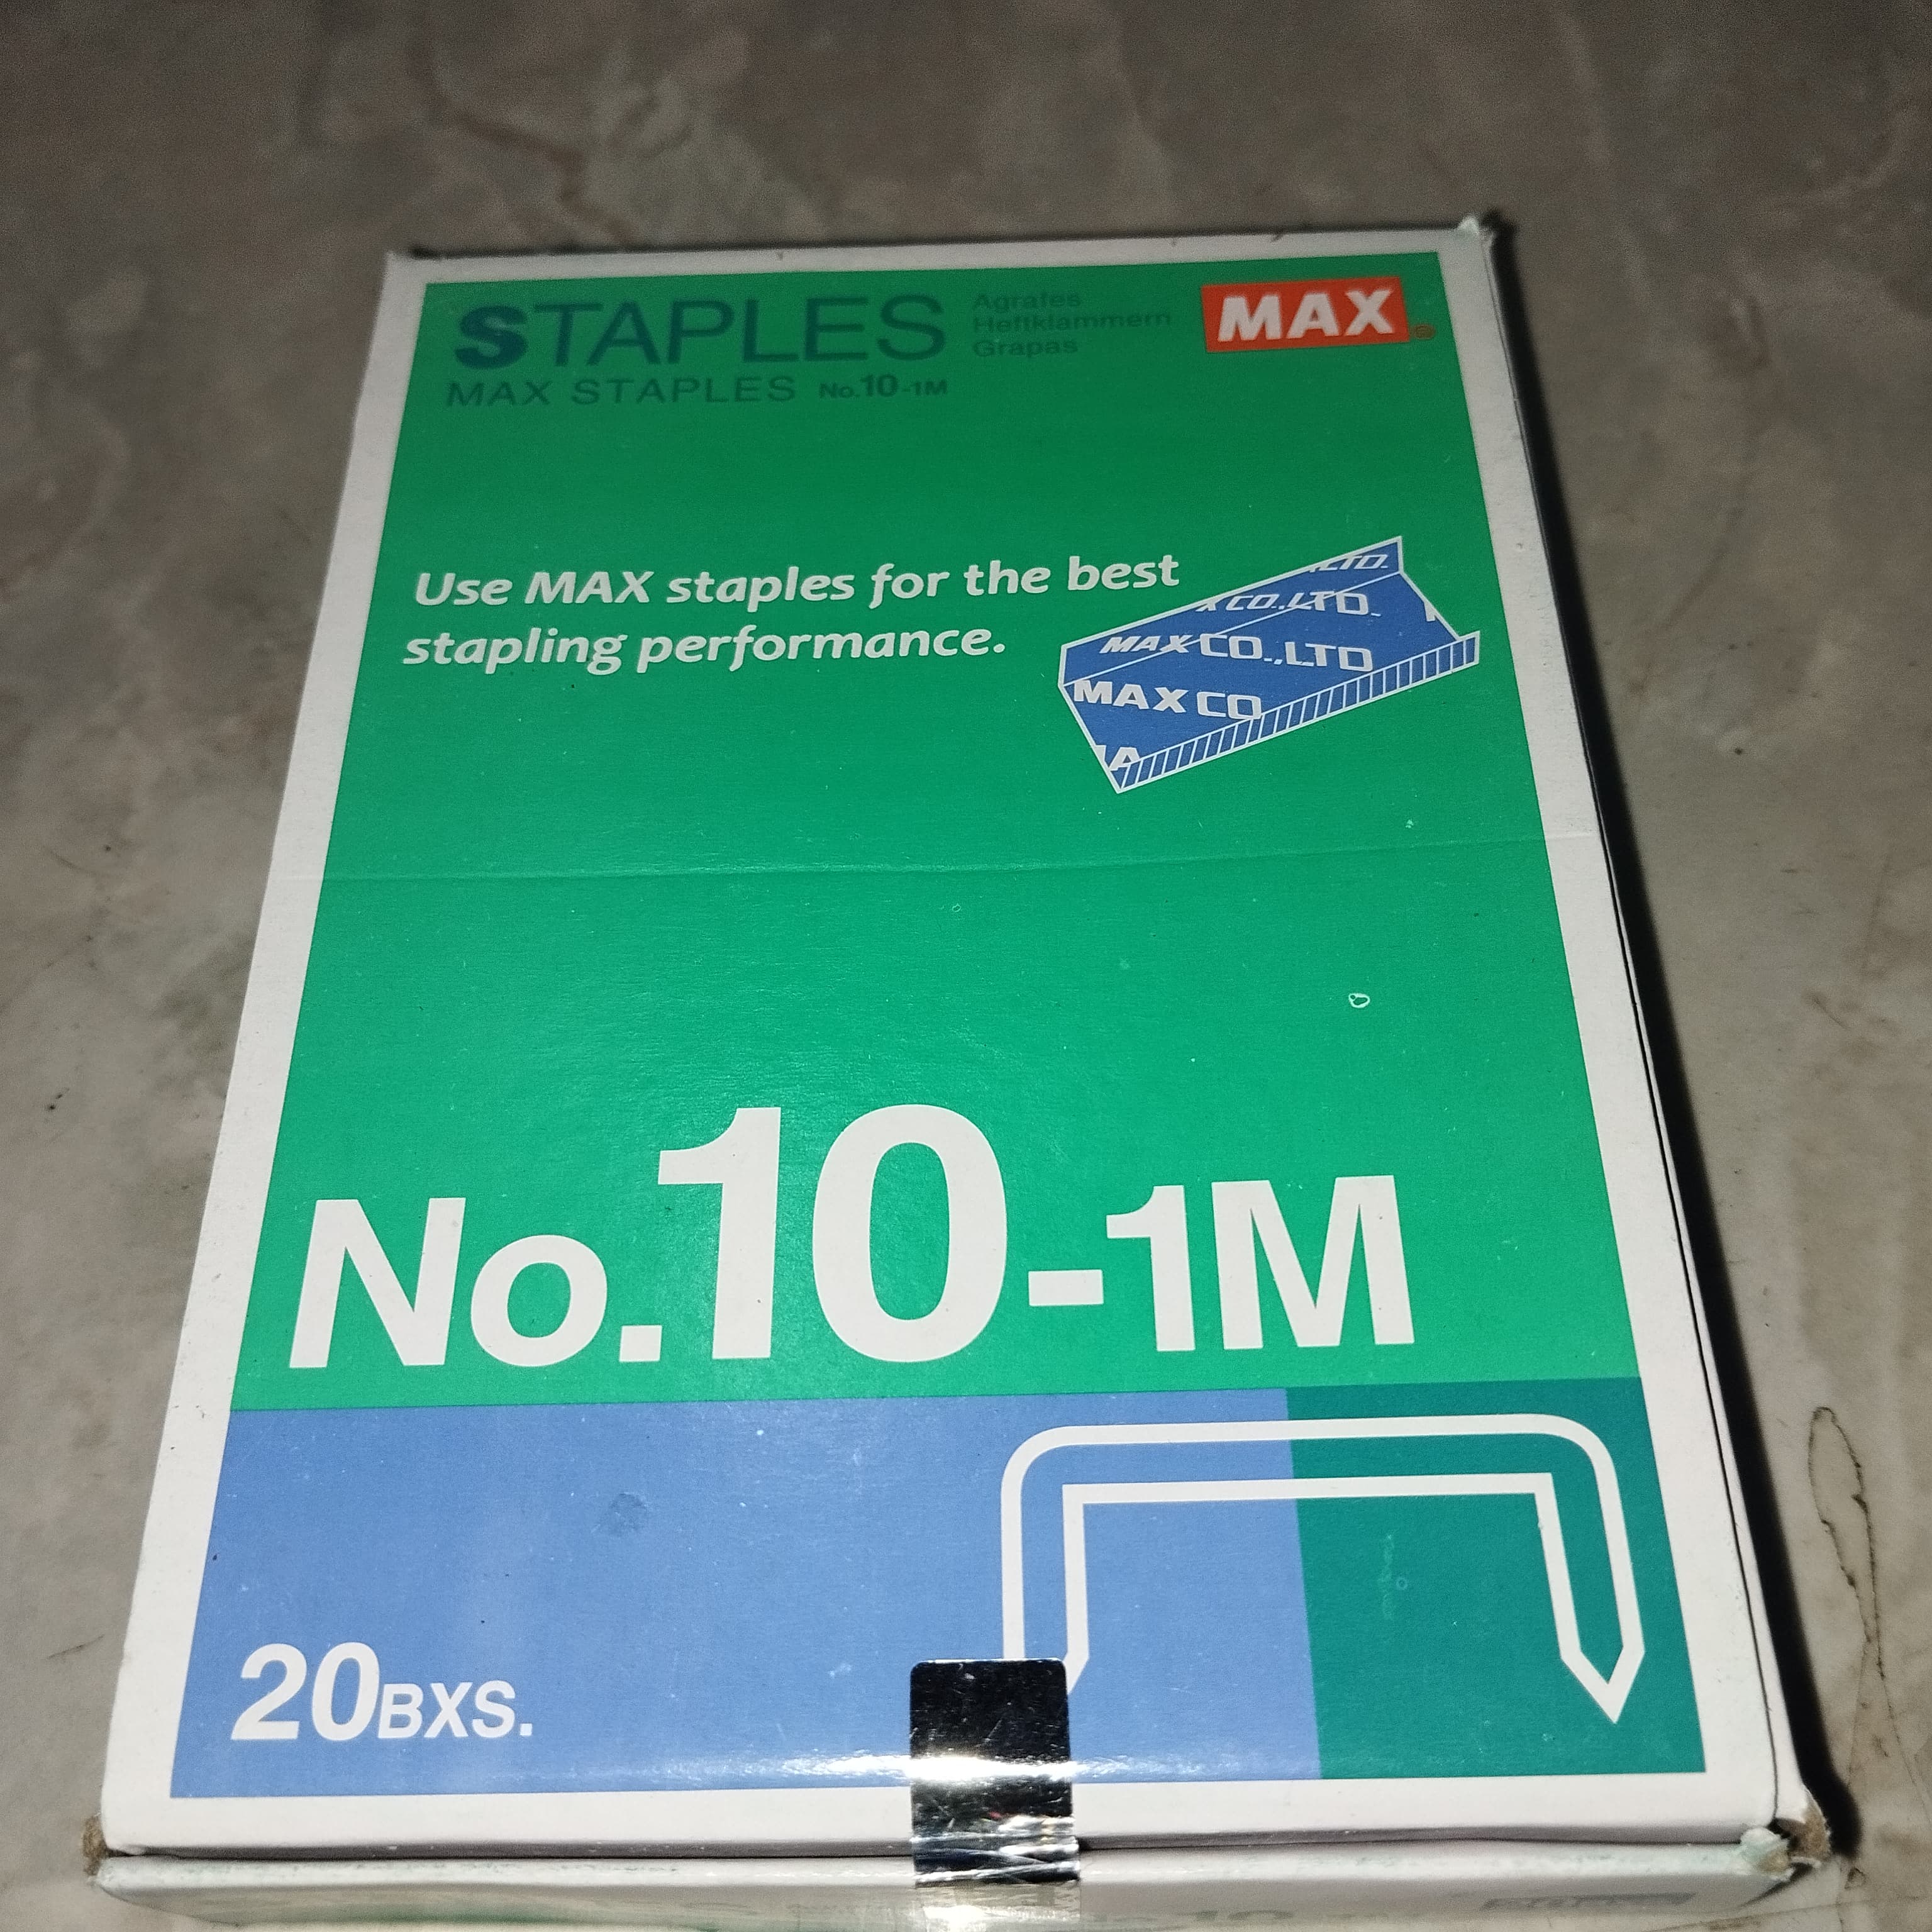 STAPLES
Agrafes
Heftklammern
Grapas
MAX
MAX STAPLES No.10-1M
Use MAX staples for the best
stapling performance.
LTD.
X CO.,LTD.
MAX CO.,LTD
MAX CO
No.10-1M
20BXS.